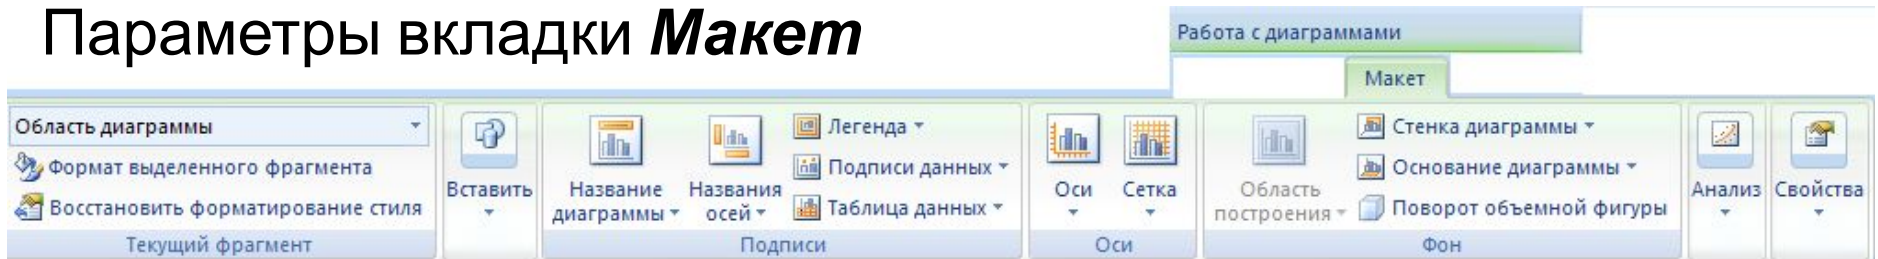 Параметры вкладки Макет
Работа с диаграммами
Макет
Область диаграммы
Формат выделенного фрагмента
Восстановить форматирование стиля
Текущий фрагмент
Вставить
Название
диаграммы
Названия
осей
Легенда
Подписи данных
Таблица данных
Подписи
Оси
Сетка
Оси
Область
построения
Стенка диаграммы
Основание диаграммы
Поворот объемной фигуры
Фон
Анализ
Свойства